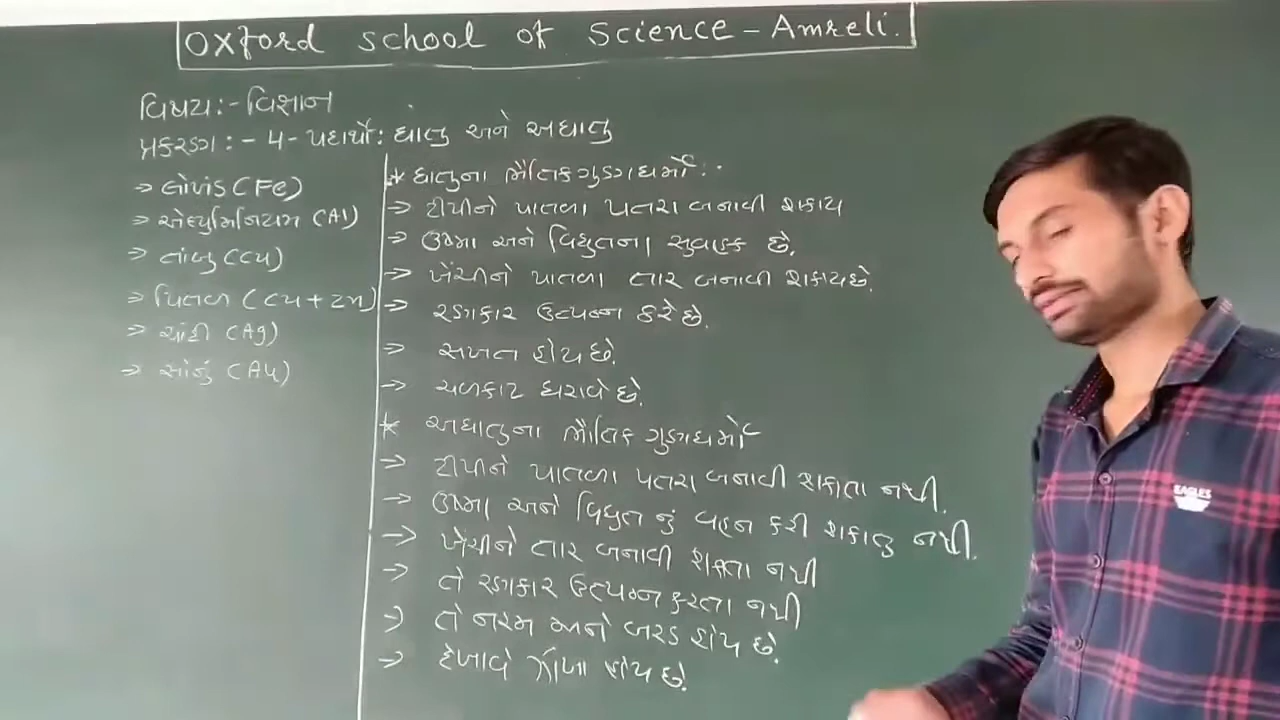 Oxford school of Science - Amreli.
વિષય:- વિજ્ઞાન
પ્રકરણ :- 4- પદાર્થો: ધાતુ અને અધાતુ
→ લોખંડ (Fe)
→ એલ્યુમિનિયમ (Al)
→ તાંબુ (Cu)
→ પિતળ (Cu + Zn)
→ ચાંદી (Ag)
→ સોનું (Au)
* ધાતુના ભૌતિક ગુણધર્મો :-
→ ટીપીને પાતળા પતરા બનાવી શકાય
→ ઉષ્મા અને વિદ્યુતના સુવાહક છે.
→ ખેંચીને પાતળા તાર બનાવી શકાય છે.
→ રણકાર ઉત્પન્ન કરે છે.
→ સખત હોય છે.
→ ચળકાટ ધરાવે છે.
* અધાતુના ભૌતિક ગુણધર્મો
→ ટીપીને પાતળા પતરા બનાવી શકાતા નથી.
→ ઉષ્મા અને વિદ્યુત નું વહન કરી શકાતુ નથી.
→ ખેંચીને તાર બનાવી શકતા નથી
→ તે રણકાર ઉત્પન્ન કરતા નથી
→ તે નરમ અને બરડ હોય છે.
→ દેખાવે ઝાંખા હોય છે.
EAGLES